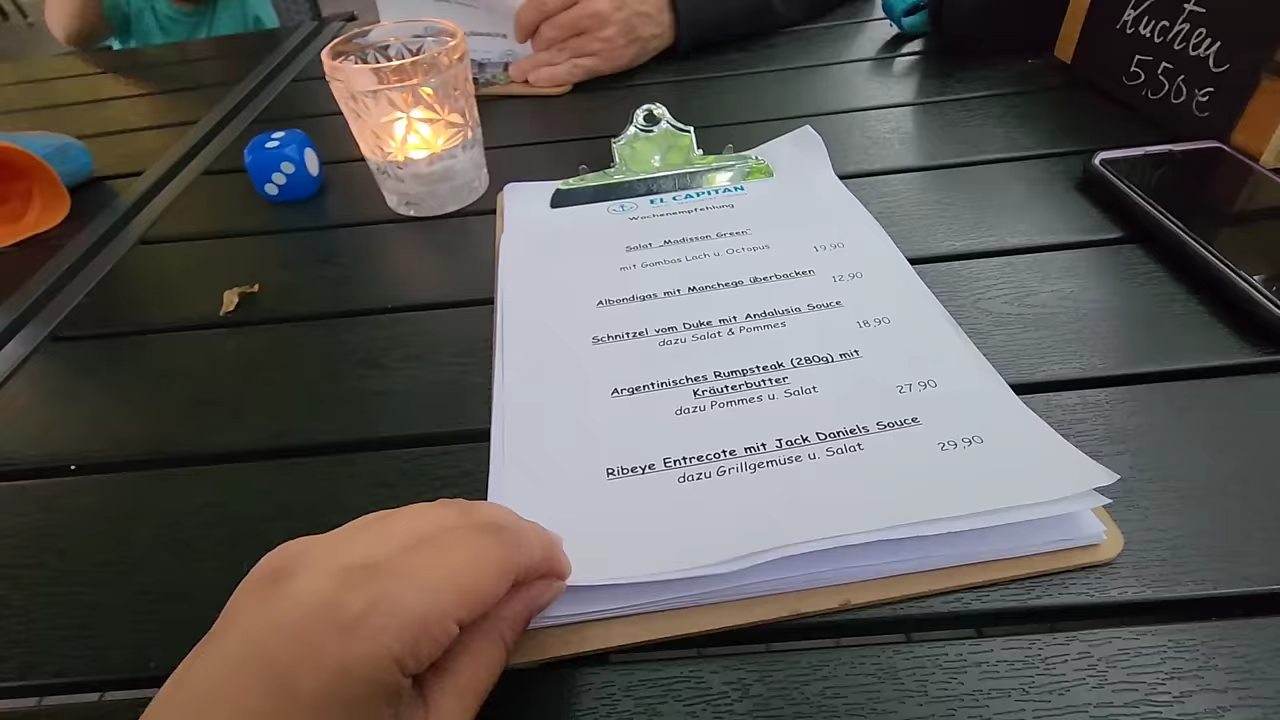 EL CAPITAN
Wochenempfehlung
Salat „Madisson Green“
mit Gambas Lach u. Octopus 19,90
Albondigas mit Manchego überbacken 12,90
Schnitzel vom Duke mit Andalusia Souce
dazu Salat & Pommes 18,90
Argentinisches Rumpsteak (280g) mit
Kräuterbutter
dazu Pommes u. Salat 27,90
Ribeye Entrecote mit Jack Daniels Souce
dazu Grillgemüse u. Salat 29,90
Kuchen
5,50€